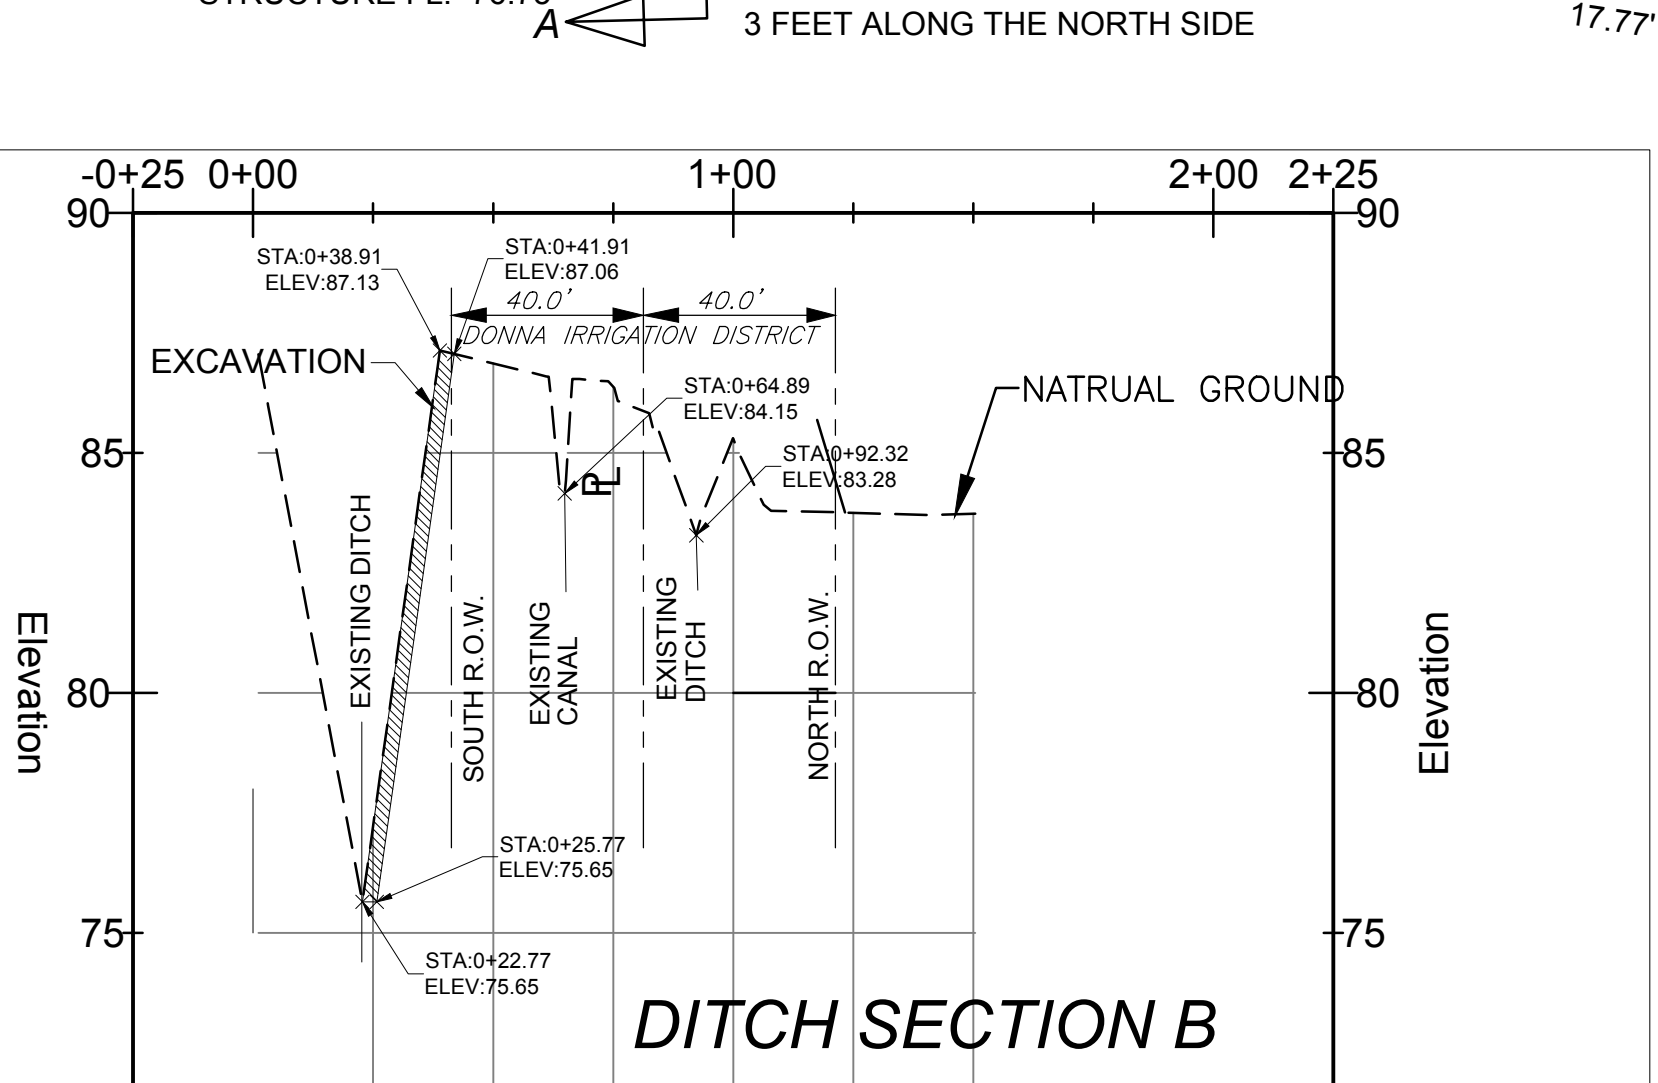 A
3 FEET ALONG THE NORTH SIDE
17.77'
-0+25 0+00 1+00 2+00 2+25
90 90
STA:0+38.91
ELEV:87.13
STA:0+41.91
ELEV:87.06
40.0' 40.0'
DONNA IRRIGATION DISTRICT
EXCAVATION
STA:0+64.89
ELEV:84.15
NATRUAL GROUND
85 85
STA:0+92.32
ELEV:83.28
PL
EXISTING DITCH
SOUTH R.O.W.
EXISTING
CANAL
EXISTING
DITCH
NORTH R.O.W.
Elevation
Elevation
80 80
STA:0+25.77
ELEV:75.65
75 75
STA:0+22.77
ELEV:75.65
DITCH SECTION B